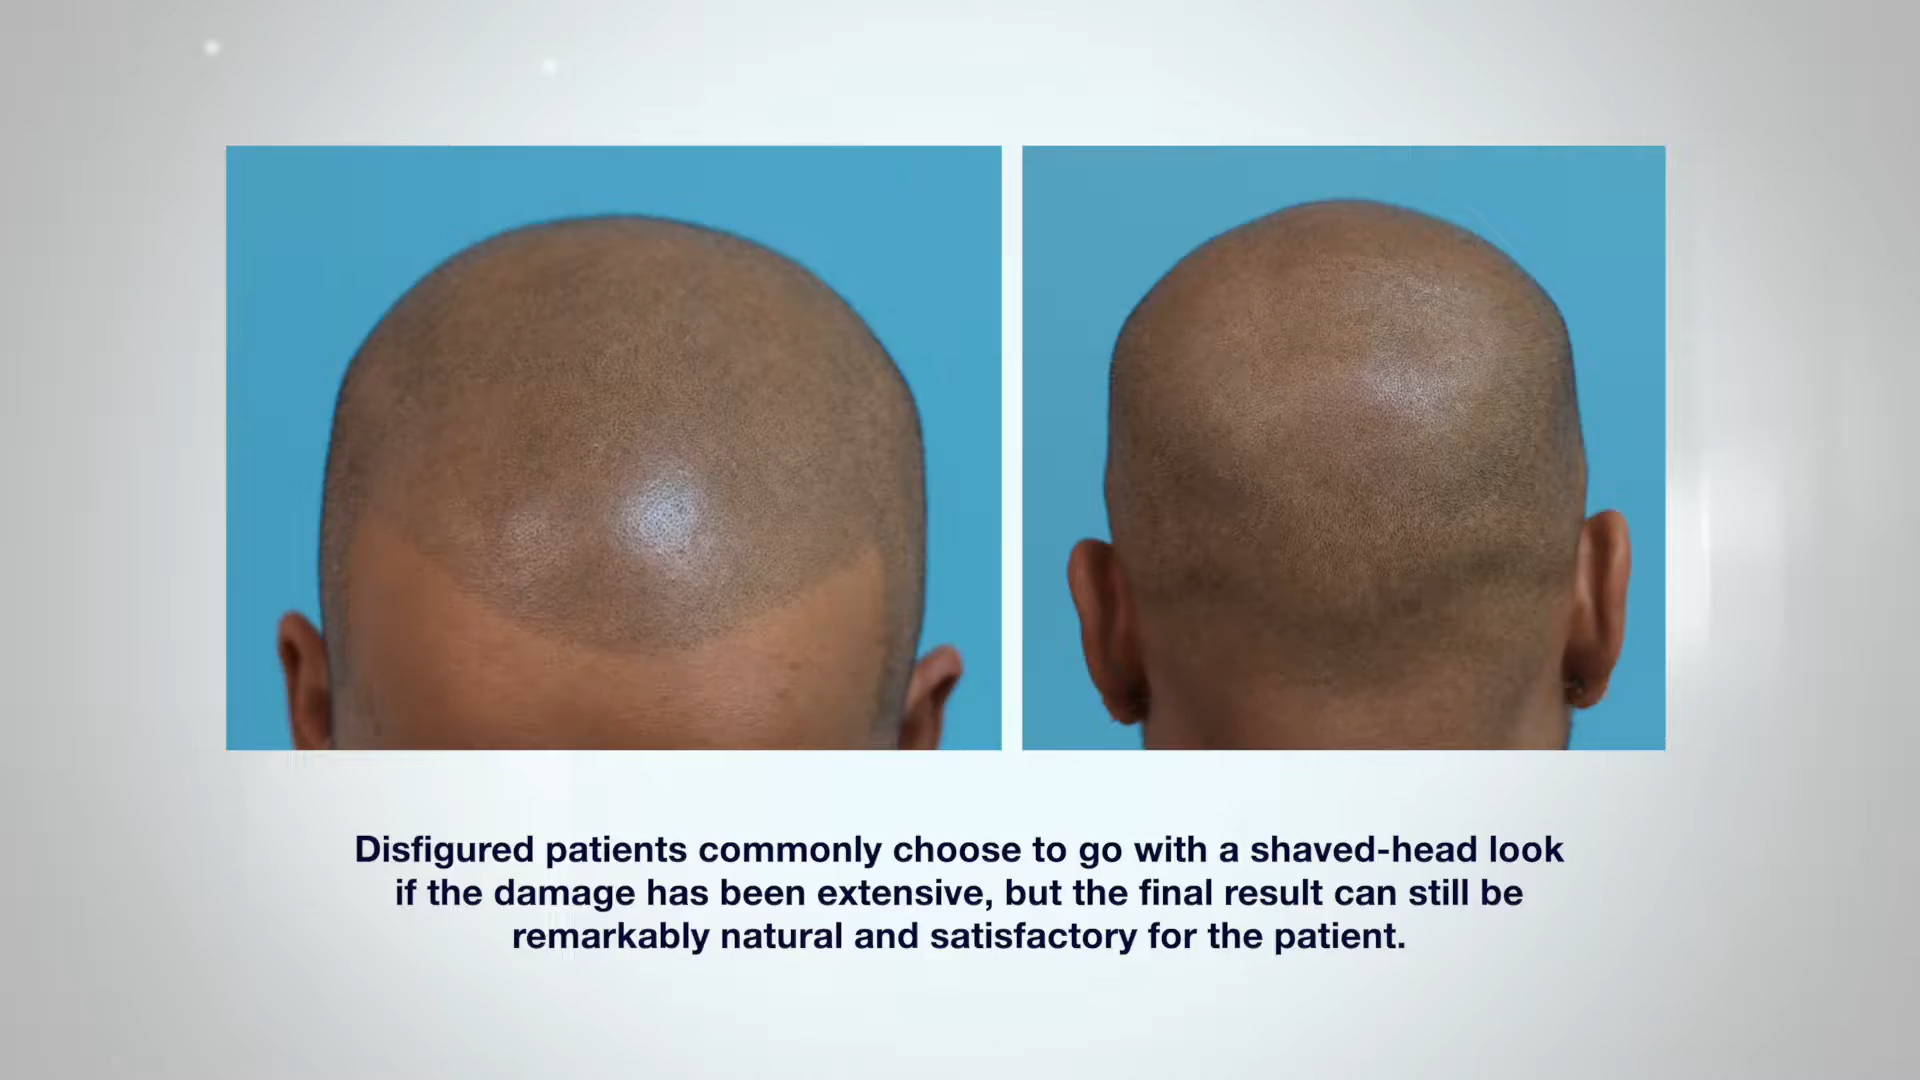 Disfigured patients commonly choose to go with a shaved-head look
if the damage has been extensive, but the final result can still be
remarkably natural and satisfactory for the patient.